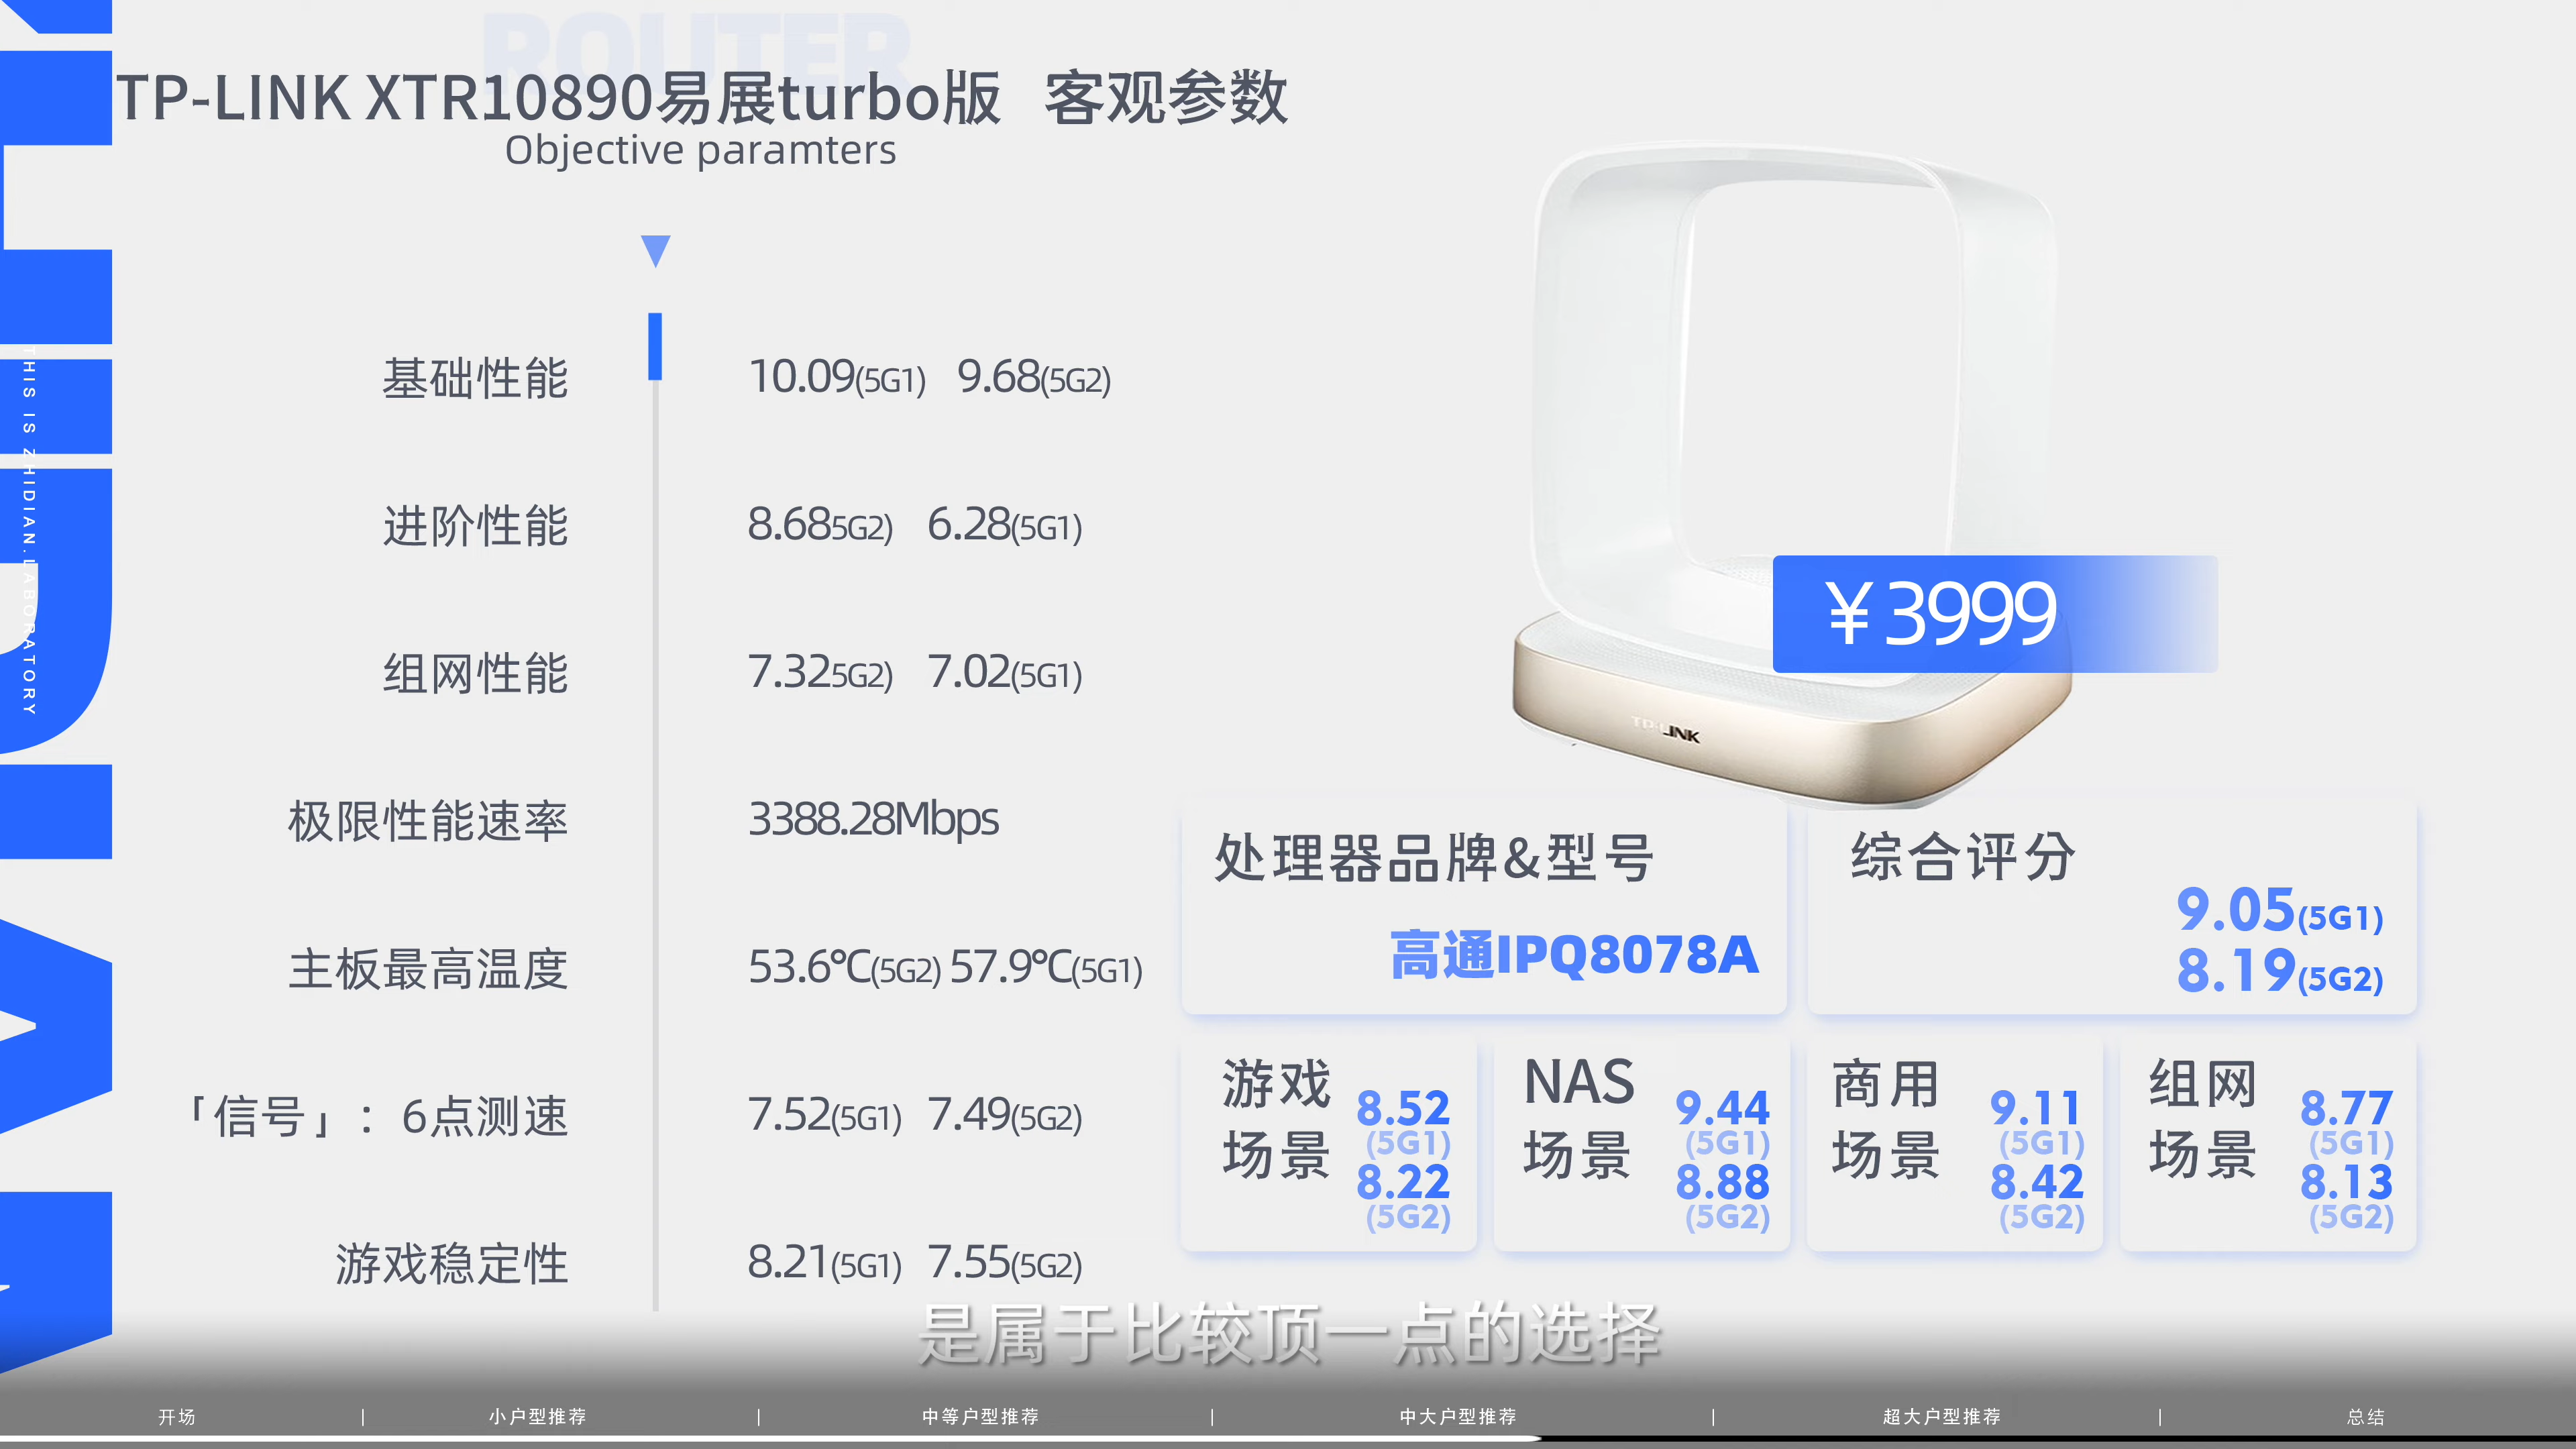 ROUTER
TP-LINK XTR10890易展turbo版 客观参数
Objective paramters
THIS IS ZHIDIAN.LABORATORY
基础性能 10.09(5G1) 9.68(5G2)
进阶性能 8.685G2) 6.28(5G1)
组网性能 7.325G2) 7.02(5G1)
极限性能速率 3388.28Mbps
主板最高温度 53.6℃(5G2) 57.9℃(5G1)
「信号」：6点测速 7.52(5G1) 7.49(5G2)
游戏稳定性 8.21(5G1) 7.55(5G2)
¥3999
TP-LINK
处理器品牌&型号
高通IPQ8078A
综合评分
9.05(5G1)
8.19(5G2)
游戏场景
8.52
(5G1)
8.22
(5G2)
NAS场景
9.44
(5G1)
8.88
(5G2)
商用场景
9.11
(5G1)
8.42
(5G2)
组网场景
8.77
(5G1)
8.13
(5G2)
是属于比较顶一点的选择
开场 | 小户型推荐 | 中等户型推荐 | 中大户型推荐 | 超大户型推荐 | 总结